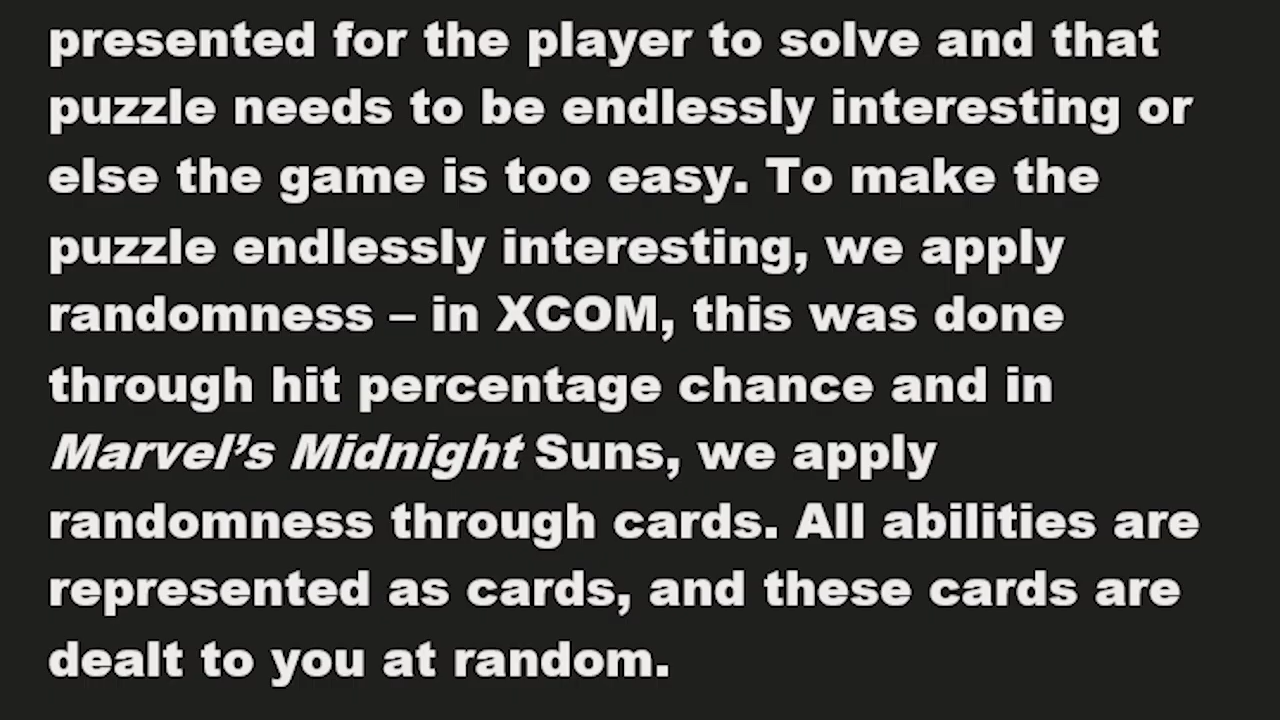 presented for the player to solve and that
puzzle needs to be endlessly interesting or
else the game is too easy. To make the
puzzle endlessly interesting, we apply
randomness – in XCOM, this was done
through hit percentage chance and in
Marvel’s Midnight Suns, we apply
randomness through cards. All abilities are
represented as cards, and these cards are
dealt to you at random.